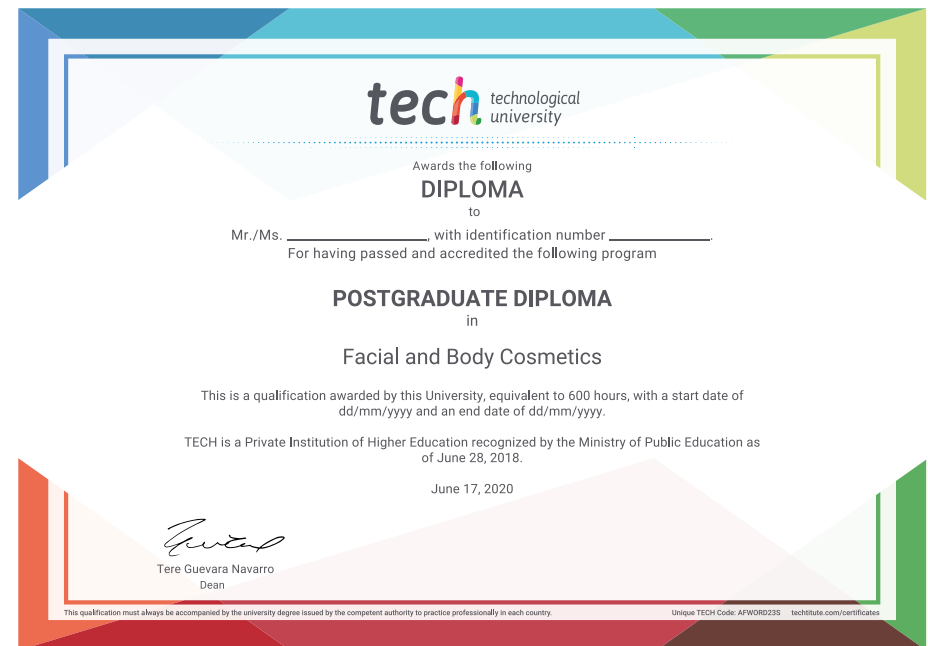 tech technological
university
Awards the following
DIPLOMA
to
Mr./Ms. ________________, with identification number ____________.
For having passed and accredited the following program
POSTGRADUATE DIPLOMA
in
Facial and Body Cosmetics
This is a qualification awarded by this University, equivalent to 600 hours, with a start date of
dd/mm/yyyy and an end date of dd/mm/yyyy.
TECH is a Private Institution of Higher Education recognized by the Ministry of Public Education as
of June 28, 2018.
June 17, 2020
Tere Guevara Navarro
Dean
This qualification must always be accompanied by the university degree issued by the competent authority to practice professionally in each country. Unique TECH Code: AFWORD23S techtitute.com/certificates